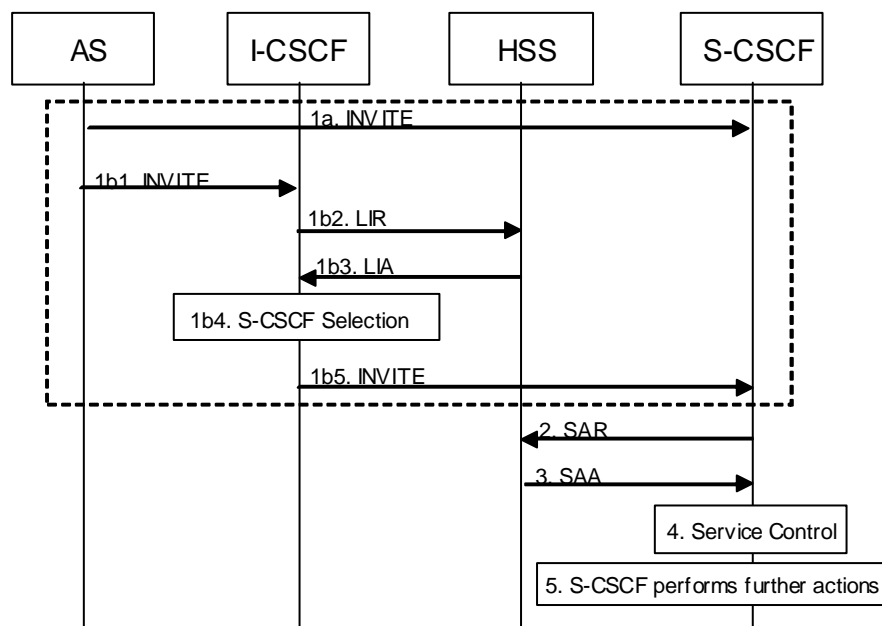 AS
I-CSCF
HSS
S-CSCF
1a. INVITE
1b1. INVITE
1b2. LIR
1b3. LIA
1b4. S-CSCF Selection
1b5. INVITE
2. SAR
3. SAA
4. Service Control
5. S-CSCF performs further actions